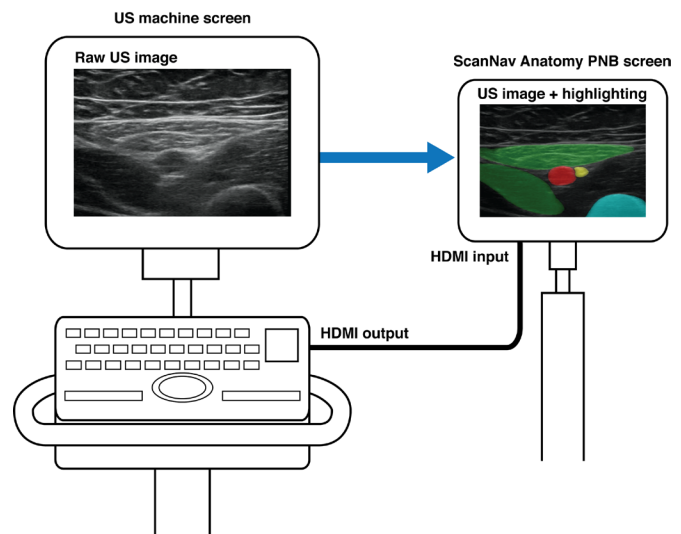 US machine screen
Raw US image
ScanNav Anatomy PNB screen
US image + highlighting
HDMI input
HDMI output